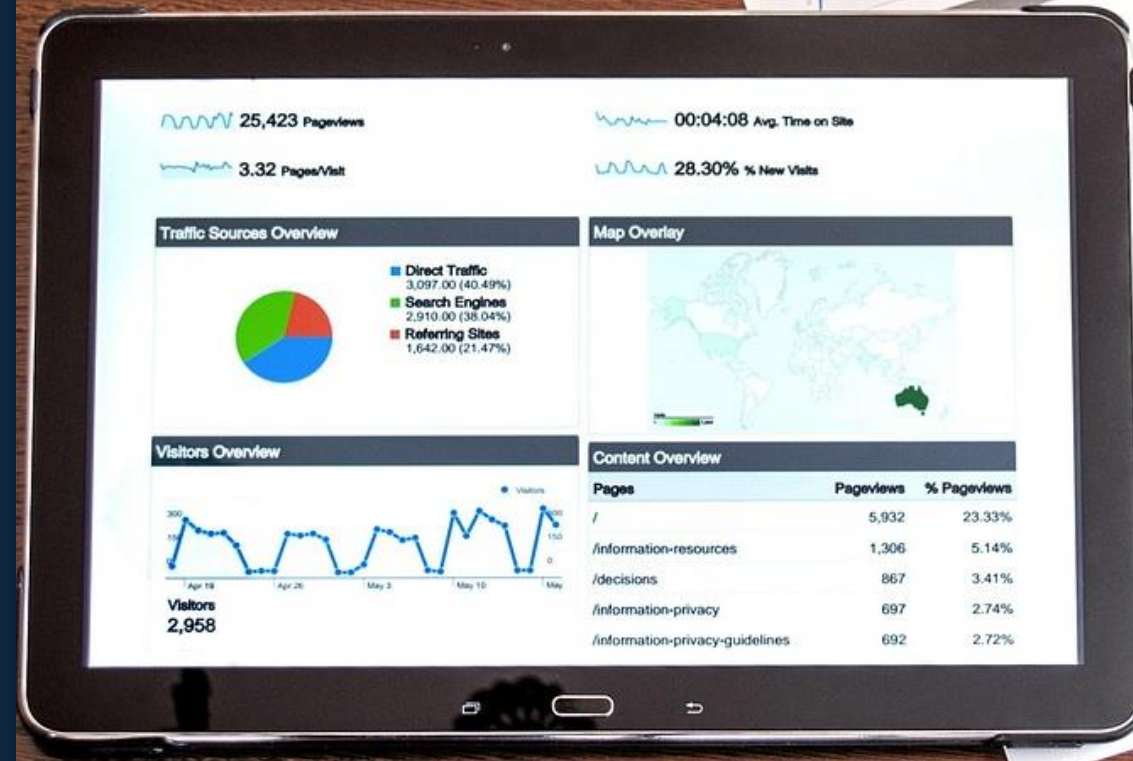 25,423 Pageviews
00:04:08 Avg. Time on Site
3.32 Pages/Visit
28.30% % New Visits
Traffic Sources Overview
Direct Traffic
3,097.00 (40.49%)
Search Engines
2,910.00 (38.04%)
Referring Sites
1,642.00 (21.47%)
Map Overlay
Visitors Overview
Visitors
300
150
0
Apr 19
Apr 26
May 3
May 10
May
Visitors
2,958
Content Overview
Pages Pageviews % Pageviews
/ 5,932 23.33%
/information-resources 1,306 5.14%
/decisions 867 3.41%
/information-privacy 697 2.74%
/information-privacy-guidelines 692 2.72%